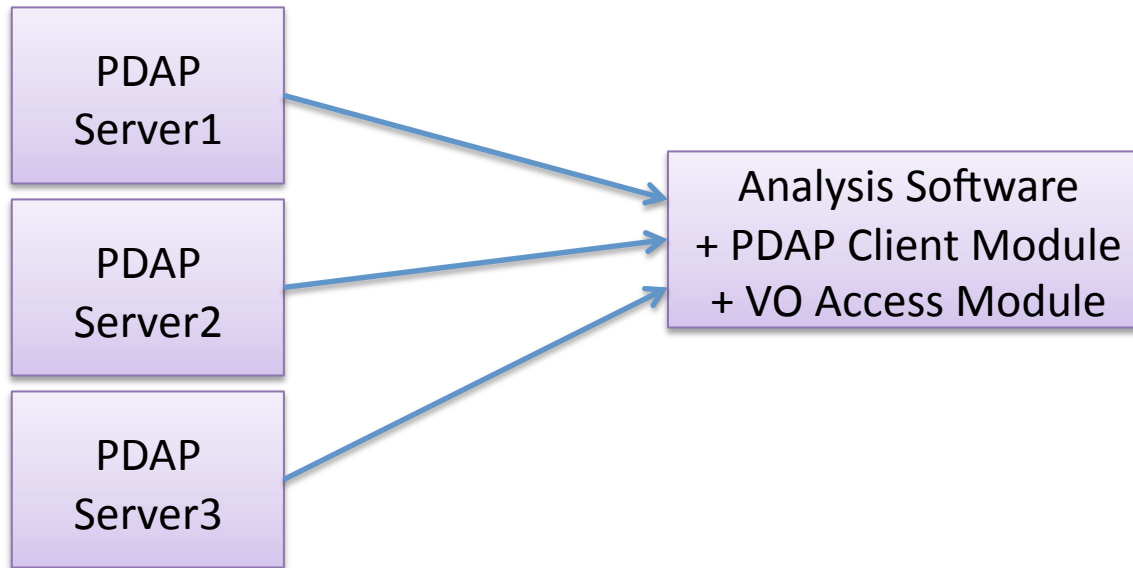 PDAP
Server1
PDAP
Server2
PDAP
Server3
Analysis Software
+ PDAP Client Module
+ VO Access Module